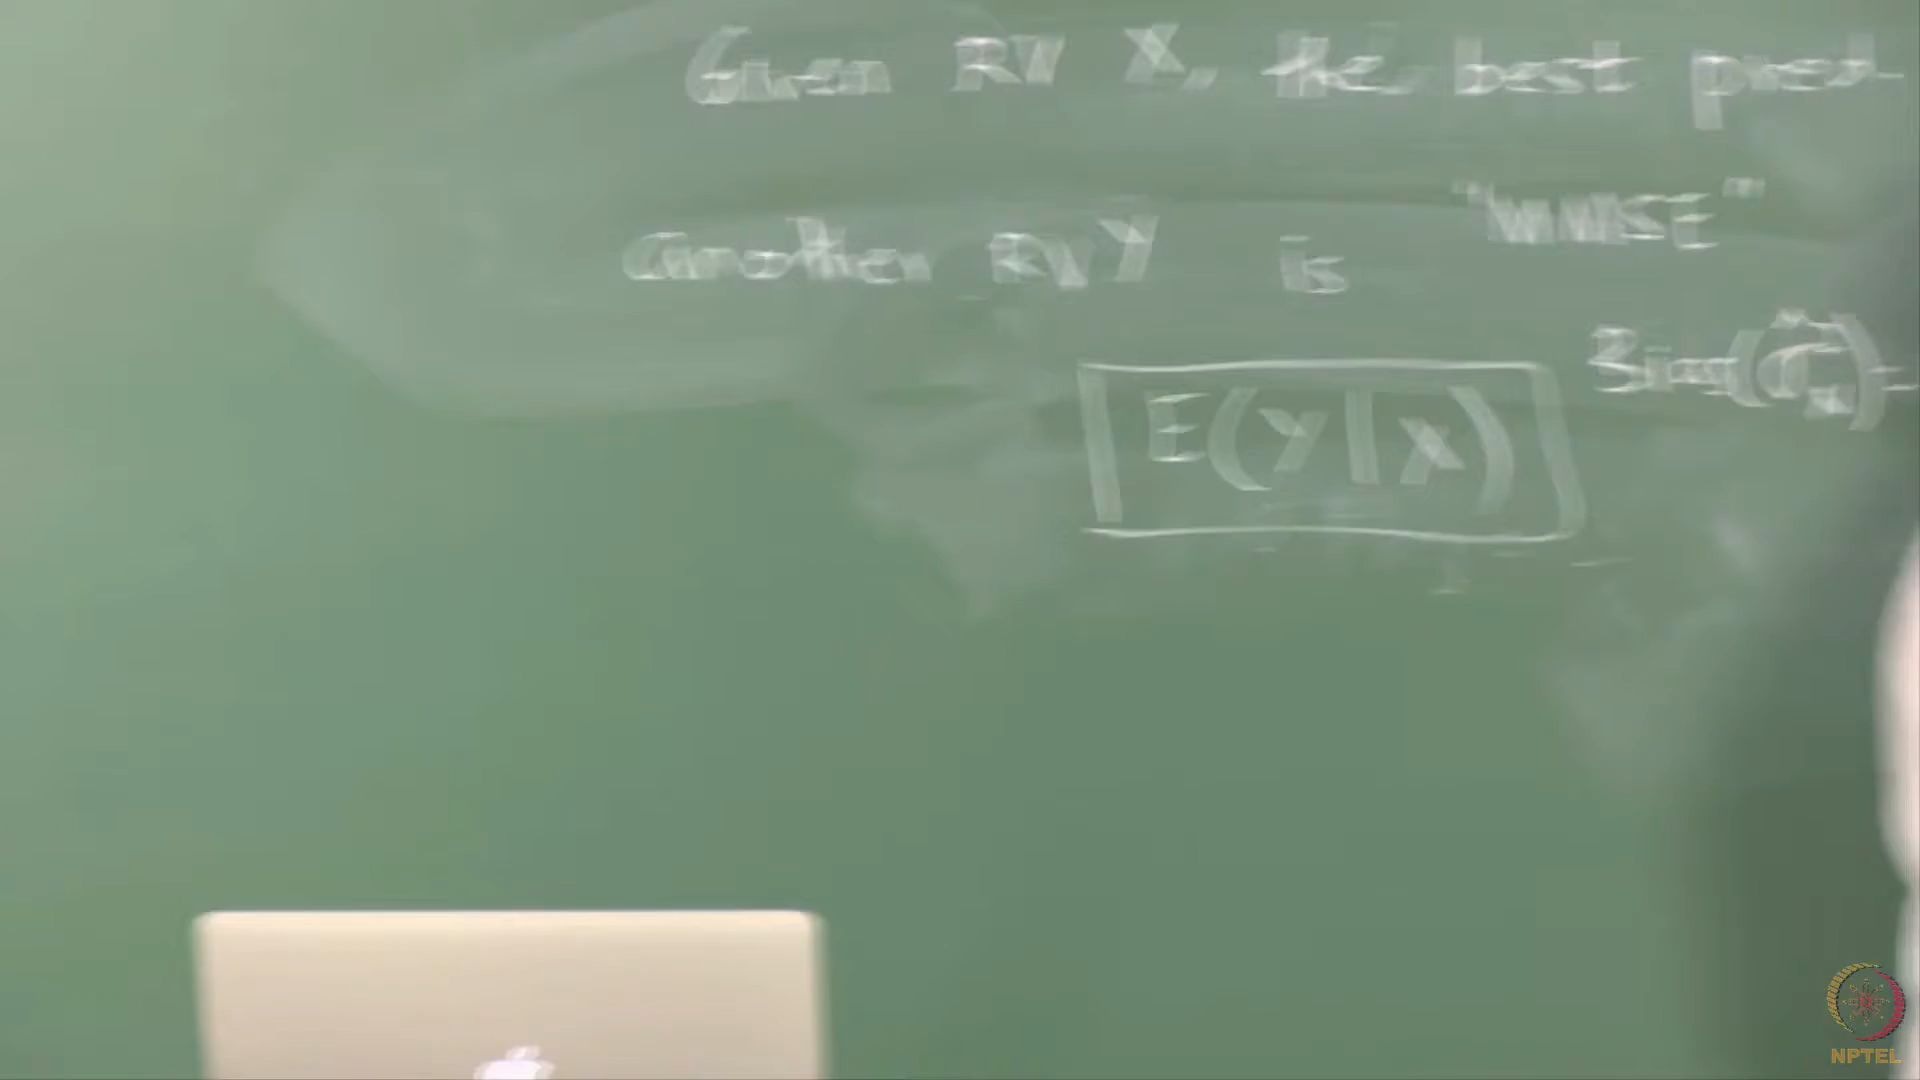 Given RV X, the best pred
another RV Y is "MMSE"
E(Y|X)
NPTEL